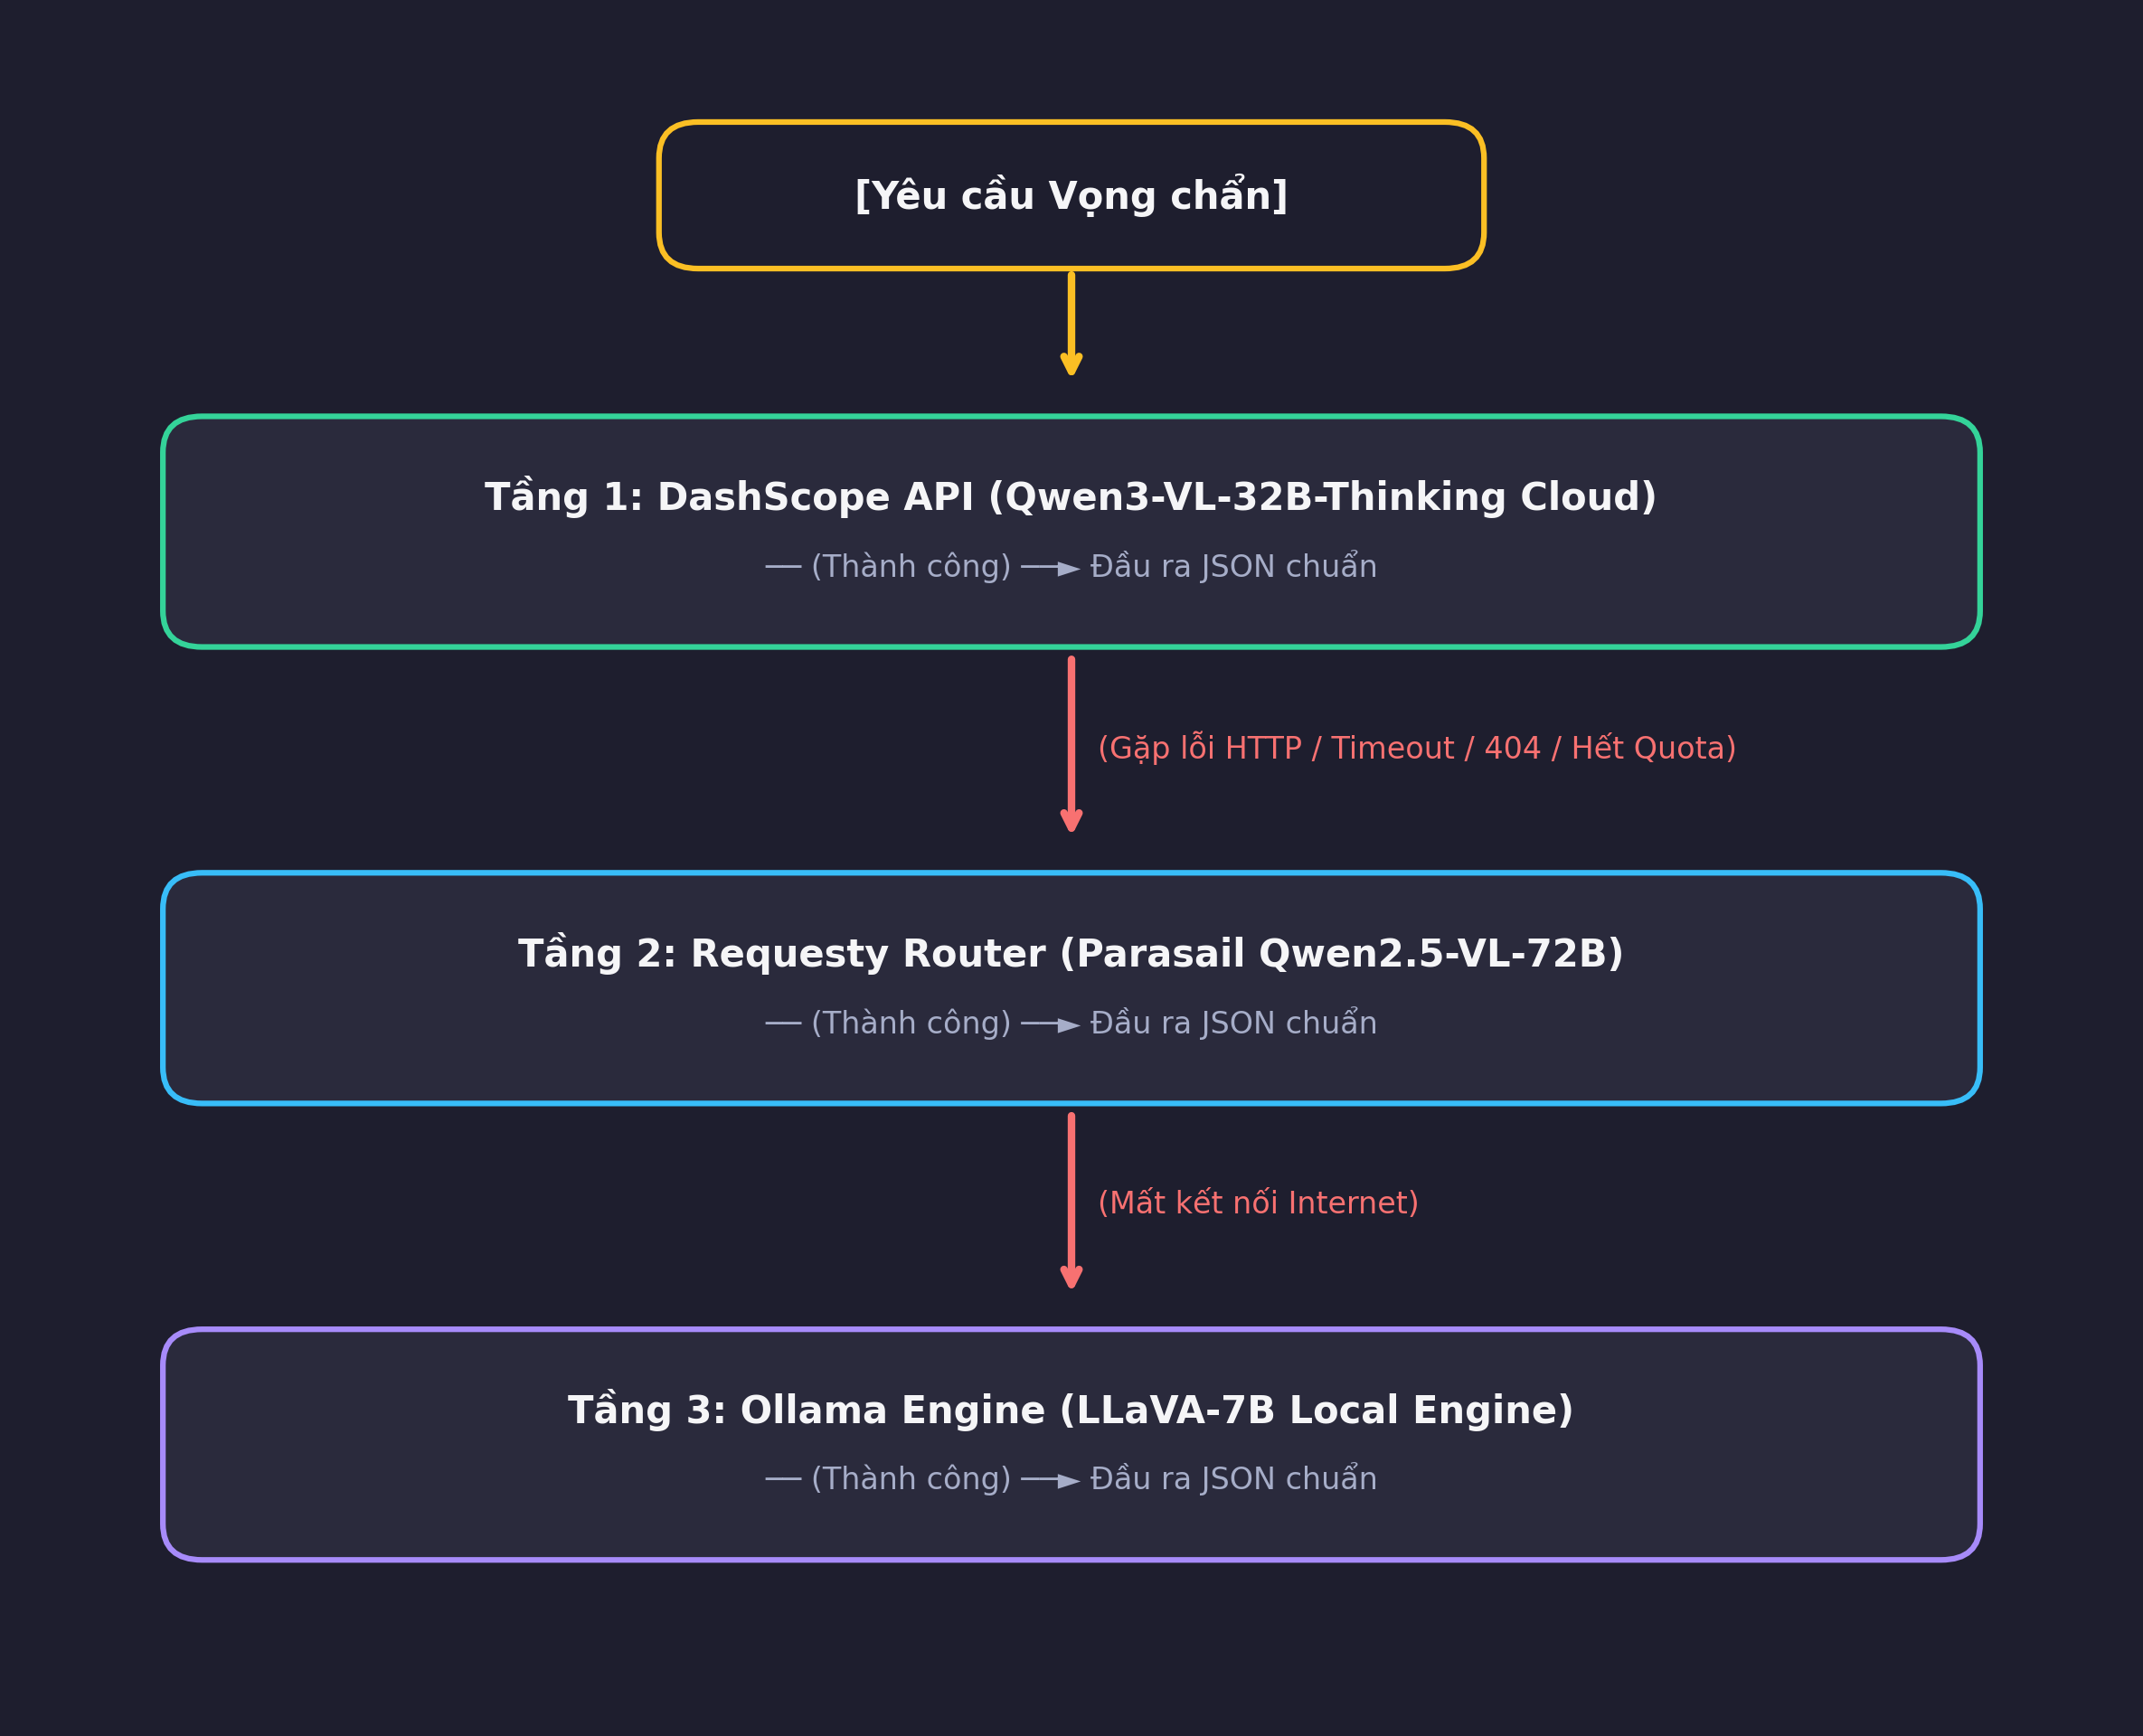 [Yêu cầu Vọng chẩn]
Tầng 1: DashScope API (Qwen3-VL-32B-Thinking Cloud)
── (Thành công) ──► Đầu ra JSON chuẩn
(Gặp lỗi HTTP / Timeout / 404 / Hết Quota)
Tầng 2: Requesty Router (Parasail Qwen2.5-VL-72B)
── (Thành công) ──► Đầu ra JSON chuẩn
(Mất kết nối Internet)
Tầng 3: Ollama Engine (LLaVA-7B Local Engine)
── (Thành công) ──► Đầu ra JSON chuẩn